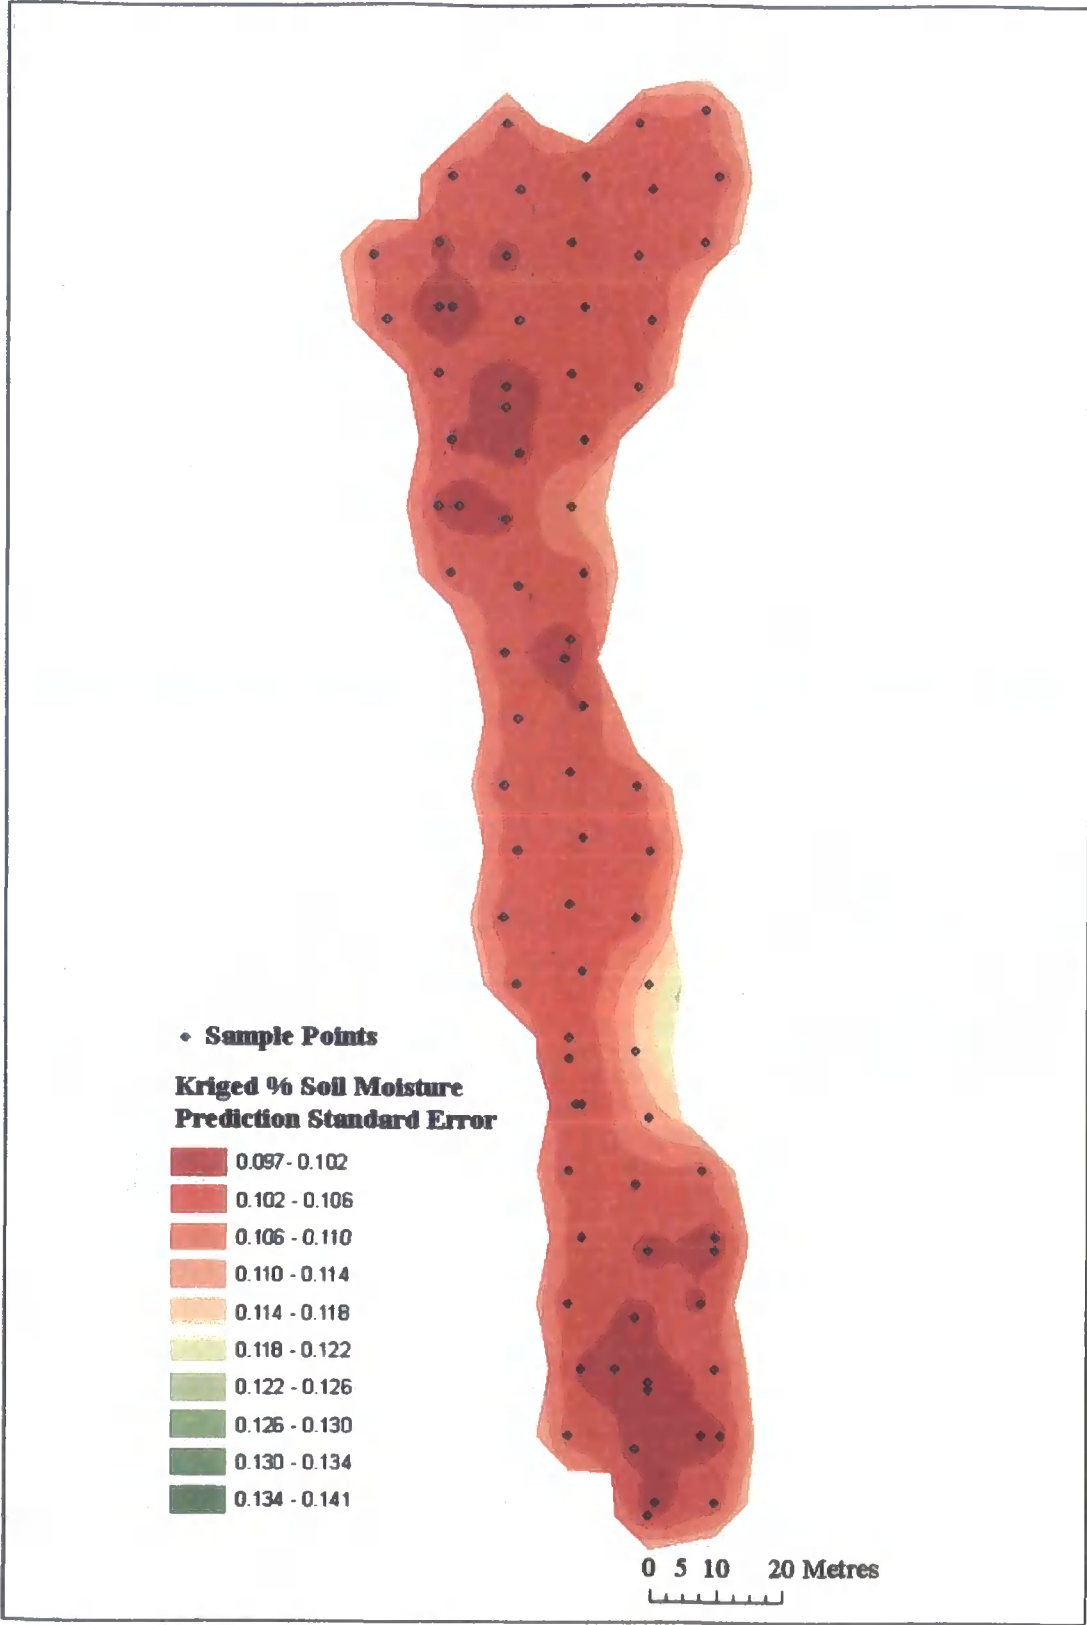 Sample Points
Kriged % Soil Moisture
Prediction Standard Error
0.097 - 0.102
0.102 - 0.106
0.106 - 0.110
0.110 - 0.114
0.114 - 0.118
0.118 - 0.122
0.122 - 0.126
0.126 - 0.130
0.130 - 0.134
0.134 - 0.141
0 5 10 20 Metres